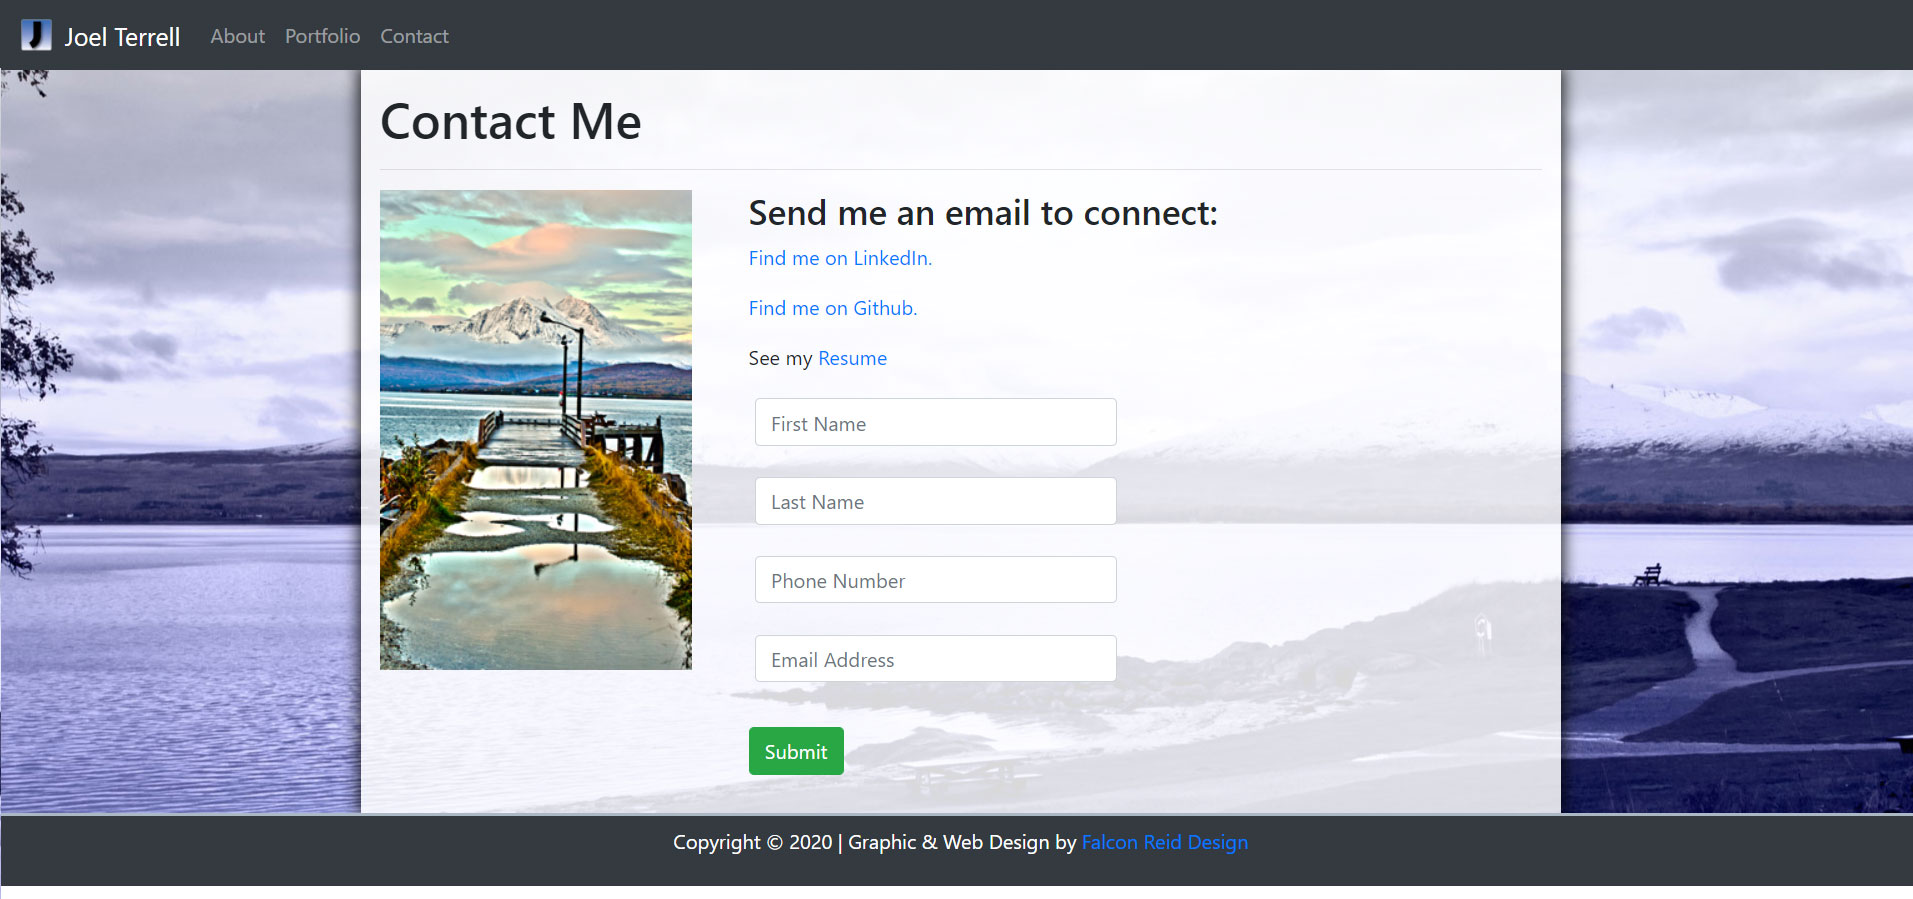 J Joel Terrell About Portfolio Contact
Contact Me
Send me an email to connect:
Find me on LinkedIn.
Find me on Github.
See my Resume
First Name
Last Name
Phone Number
Email Address
Submit
Copyright © 2020 | Graphic & Web Design by Falcon Reid Design